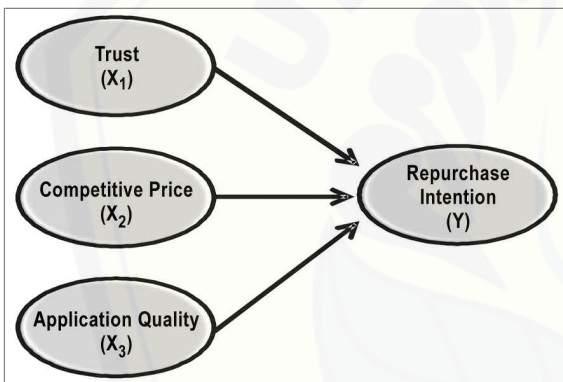 Trust
(X₁)
Competitive Price
(X₂)
Application Quality
(X₃)
Repurchase
Intention
(Y)